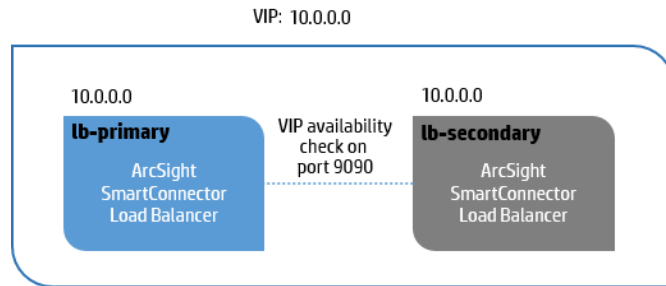 VIP: 10.0.0.0
10.0.0.0
lb-primary
ArcSight
SmartConnector
Load Balancer
VIP availability
check on
port 9090
10.0.0.0
lb-secondary
ArcSight
SmartConnector
Load Balancer